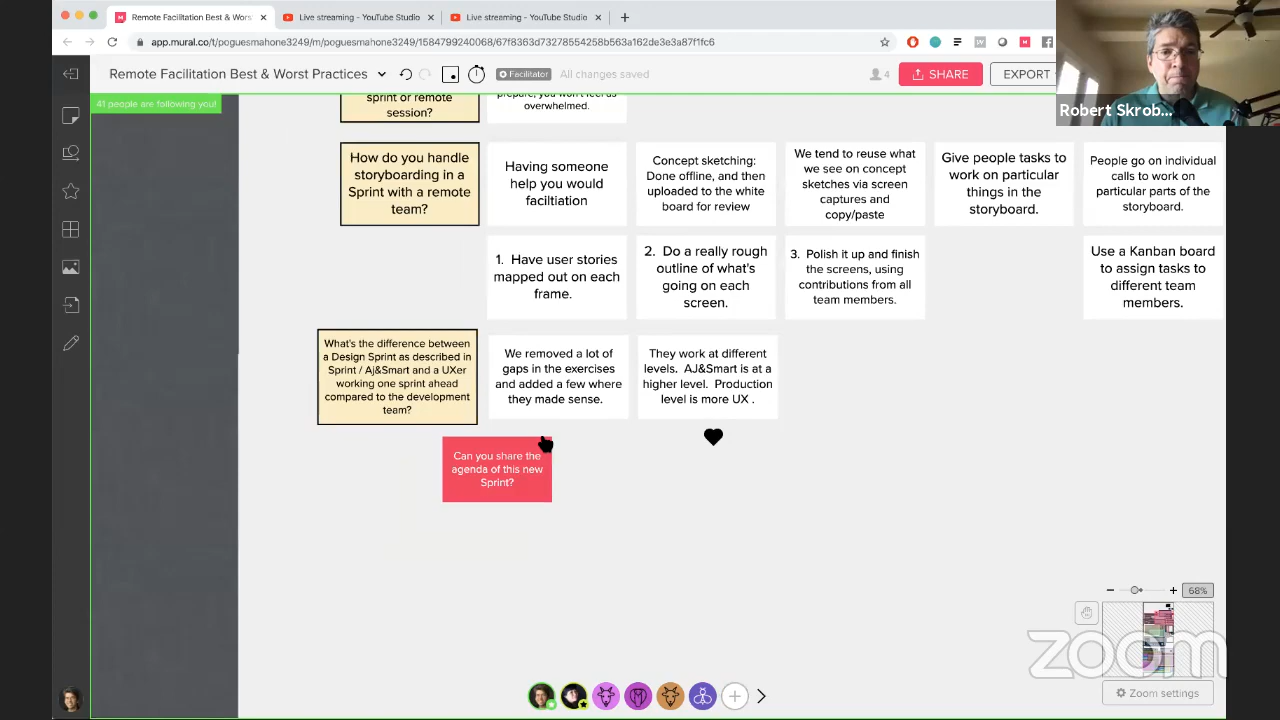 Remote Facilitation Best & Wors
Live streaming - YouTube Studio
Live streaming - YouTube Studio
app.mural.co/t/poguesmahone3249/m/poguesmahone3249/1584799240068/67f8363d73278554258b563a162de3e3a87f1fc6
Remote Facilitation Best & Worst Practices
Facilitator
All changes saved
4
SHARE
EXPORT
Robert Skrob...
41 people are following you!
sprint or remote
session?
prepare, you won't feel as
overwhelmed.
How do you handle
storyboarding in a
Sprint with a remote
team?
Having someone
help you would
faciltiation
Concept sketching:
Done offline, and then
uploaded to the white
board for review
We tend to reuse what
we see on concept
sketches via screen
captures and
copy/paste
Give people tasks to
work on particular
things in the
storyboard.
People go on individual
calls to work on
particular parts of the
storyboard.
1. Have user stories
mapped out on each
frame.
2. Do a really rough
outline of what's
going on each
screen.
3. Polish it up and finish
the screens, using
contributions from all
team members.
Use a Kanban board
to assign tasks to
different team
members.
What's the difference between
a Design Sprint as described in
Sprint / Aj&Smart and a UXer
working one sprint ahead
compared to the development
team?
We removed a lot of
gaps in the exercises
and added a few where
they made sense.
They work at different
levels. AJ&Smart is at a
higher level. Production
level is more UX .
Can you share the
agenda of this new
Sprint?
68%
zoom
Zoom settings